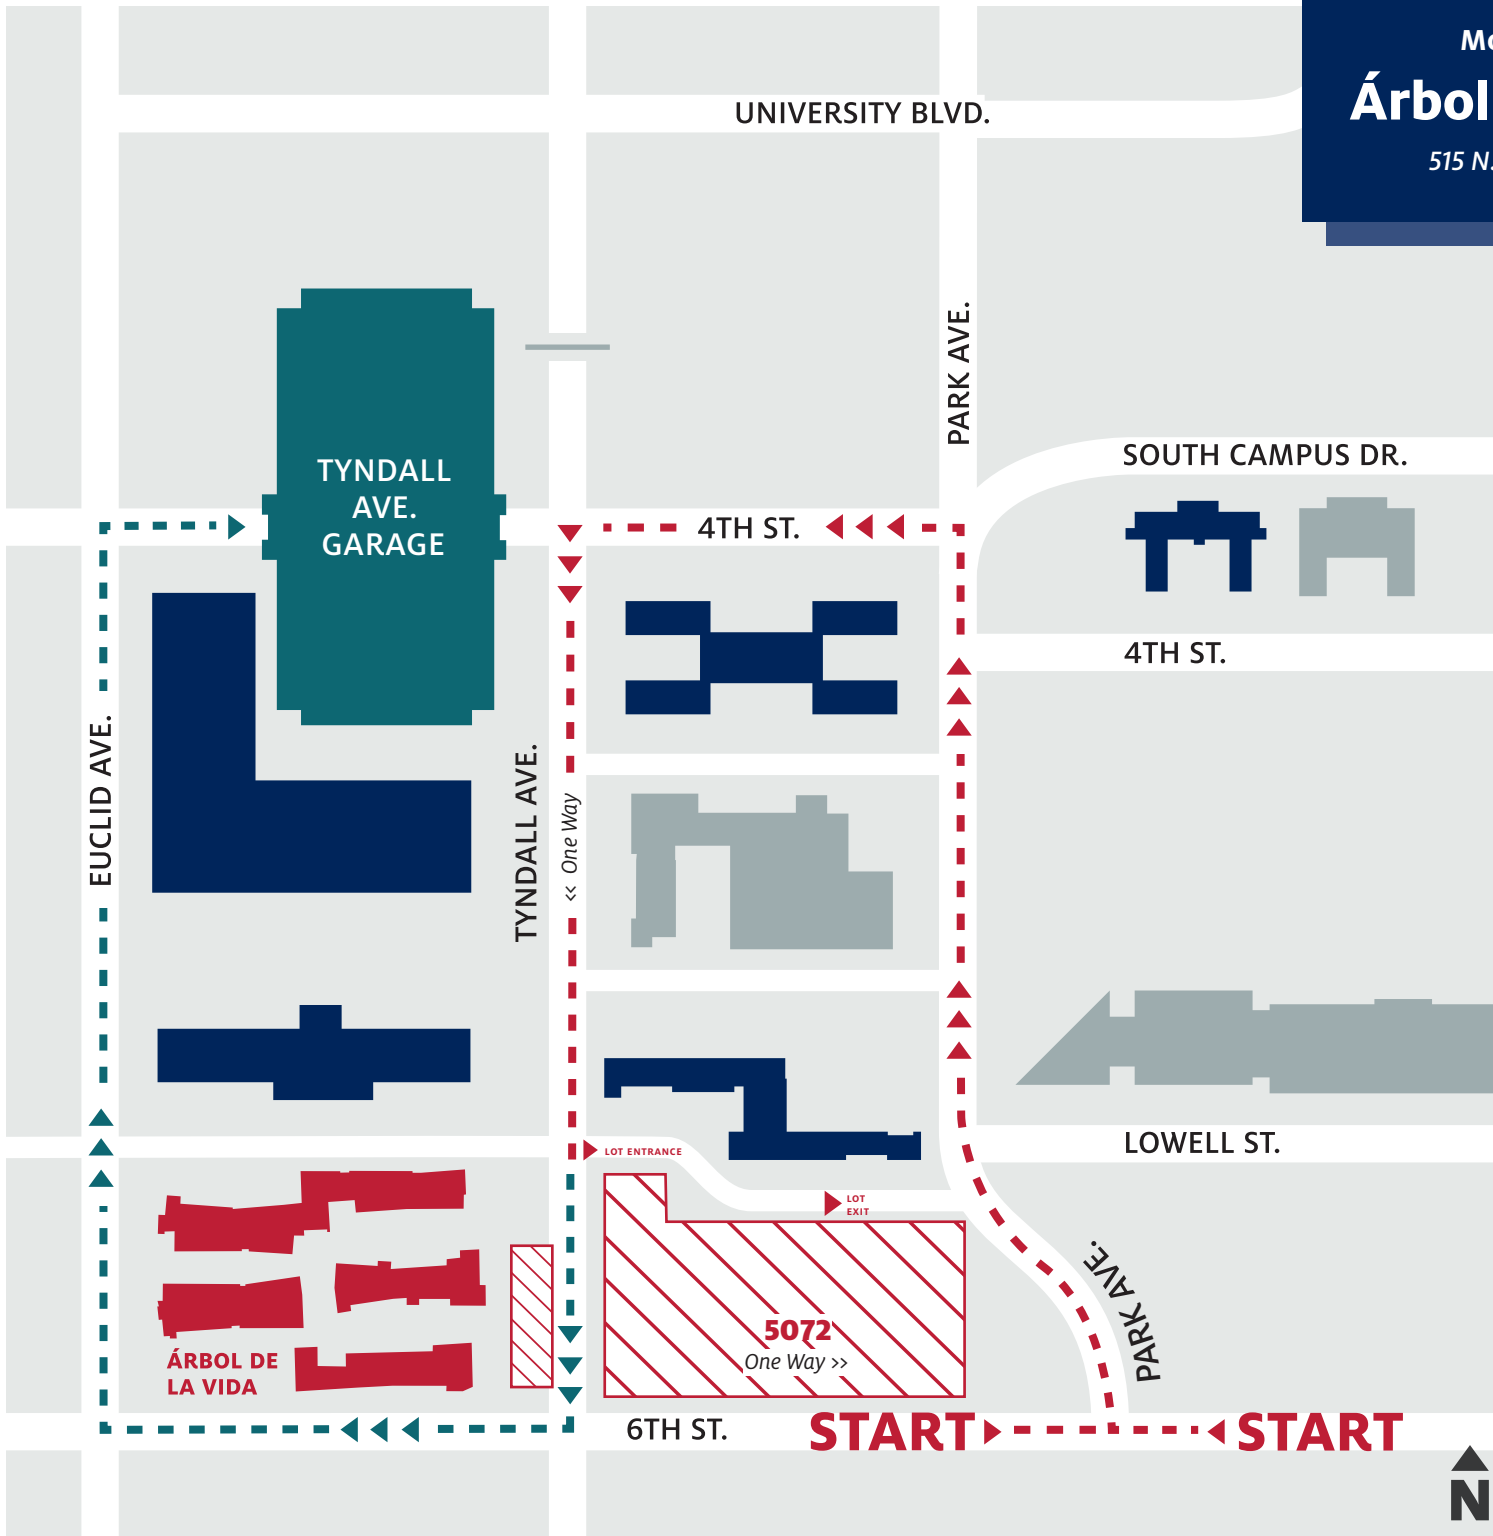 Árbol
515 N.
UNIVERSITY BLVD.
PARK AVE.
SOUTH CAMPUS DR.
TYNDALL
AVE.
GARAGE
4TH ST.
4TH ST.
EUCLID AVE.
TYNDALL AVE.
<< One Way
LOWELL ST.
LOT ENTRANCE
LOT
EXIT
PARK AVE.
5072
One Way >>
ÁRBOL DE
LA VIDA
6TH ST.
START
START
N